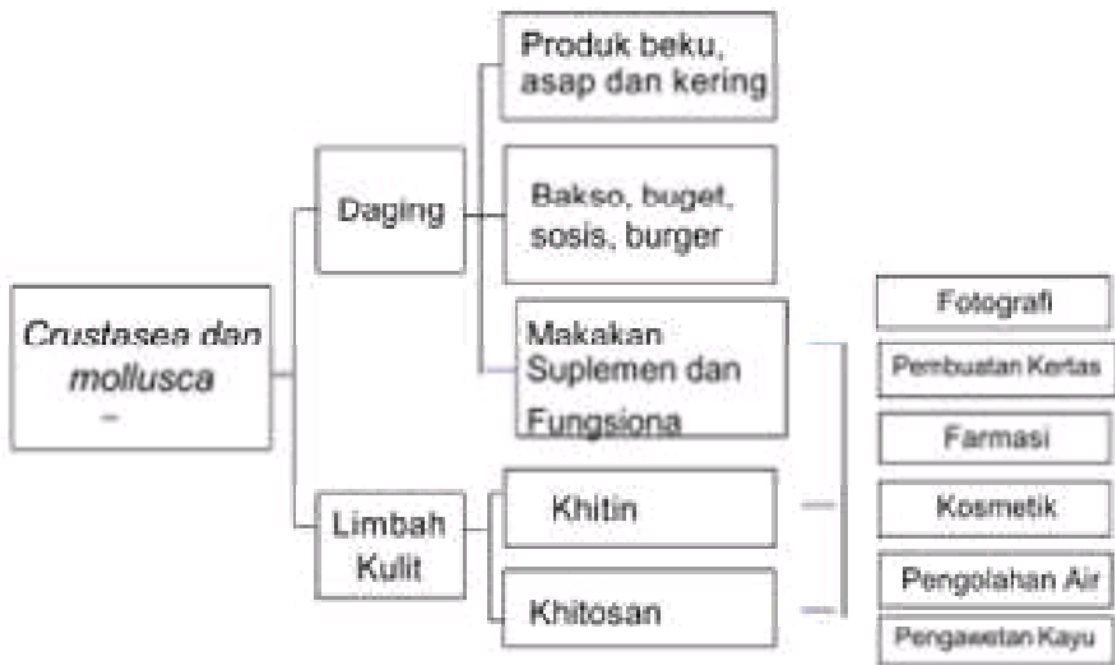 Produk beku,
asap dan kering
Daging
Bakso, buget,
sosis, burger
Crustasea dan
mollusca
–
Makakan
Suplemen dan
Fungsiona
Limbah
Kulit
Khitin
Khitosan
Fotografi
Pembuatan Kertas
Farmasi
Kosmetik
Pengolahan Air
Pengawetan Kayu